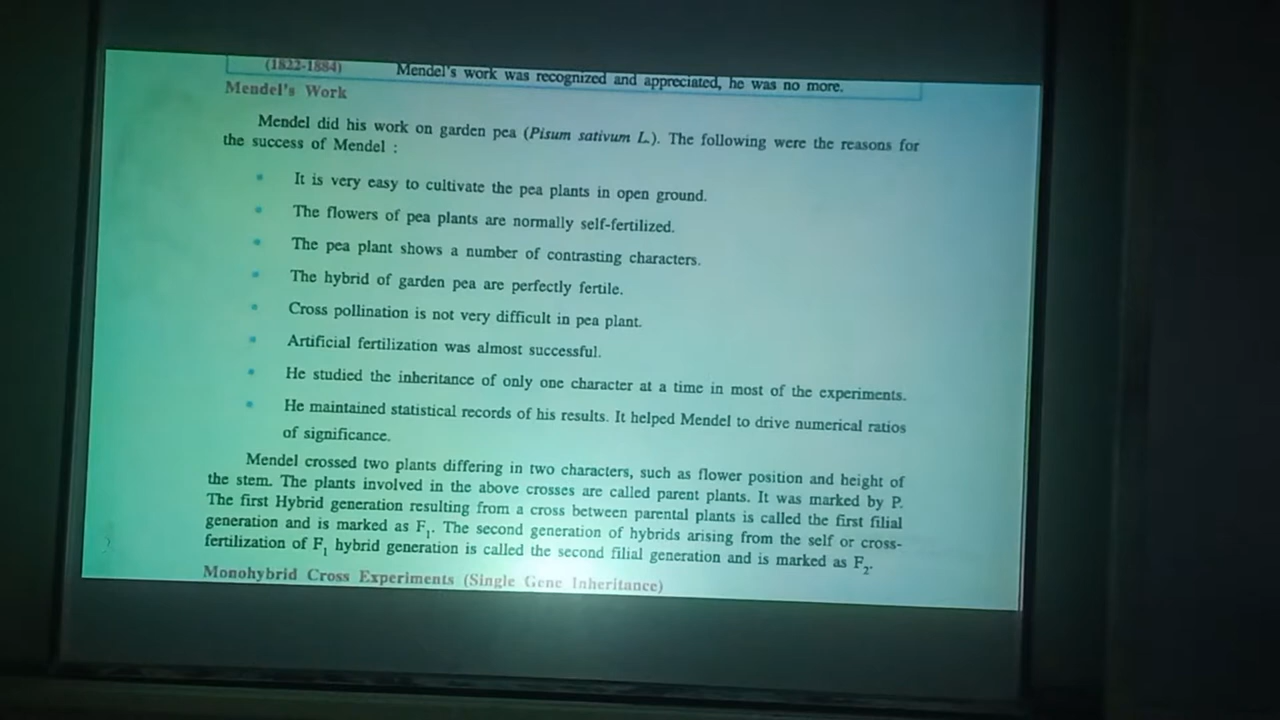 (1822-1884) Mendel's work was recognized and appreciated, he was no more.
Mendel's Work
Mendel did his work on garden pea (Pisum sativum L.). The following were the reasons for
the success of Mendel :
It is very easy to cultivate the pea plants in open ground.
The flowers of pea plants are normally self-fertilized.
The pea plant shows a number of contrasting characters.
The hybrid of garden pea are perfectly fertile.
Cross pollination is not very difficult in pea plant.
Artificial fertilization was almost successful.
He studied the inheritance of only one character at a time in most of the experiments.
He maintained statistical records of his results. It helped Mendel to drive numerical ratios
of significance.
Mendel crossed two plants differing in two characters, such as flower position and height of
the stem. The plants involved in the above crosses are called parent plants. It was marked by P.
The first Hybrid generation resulting from a cross between parental plants is called the first filial
generation and is marked as F₁. The second generation of hybrids arising from the self or cross-
fertilization of F₁ hybrid generation is called the second filial generation and is marked as F₂.
Monohybrid Cross Experiments (Single Gene Inheritance)